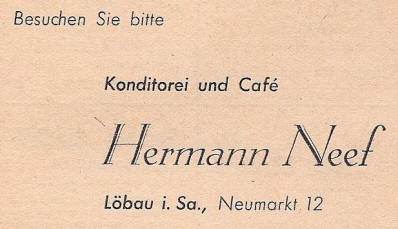 Besuchen Sie bitte
Konditorei und Café
Hermann Neef
Löbau i. Sa., Neumarkt 12